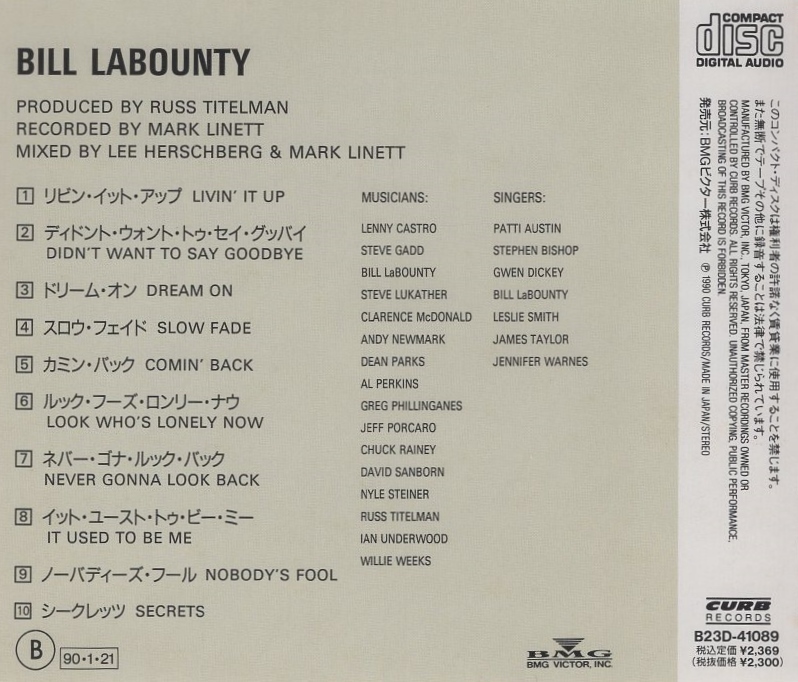 BILL LABOUNTY
PRODUCED BY RUSS TITELMAN
RECORDED BY MARK LINETT
MIXED BY LEE HERSCHBERG & MARK LINETT
1 リビン・イット・アップ LIVIN' IT UP
2 ディドント・ウォント・トゥ・セイ・グッバイ
DIDN'T WANT TO SAY GOODBYE
3 ドリーム・オン DREAM ON
4 スロウ・フェイド SLOW FADE
5 カミン・バック COMIN' BACK
6 ルック・フーズ・ロンリー・ナウ
LOOK WHO'S LONELY NOW
7 ネバー・ゴナ・ルック・バック
NEVER GONNA LOOK BACK
8 イット・ユースト・トゥ・ビー・ミー
IT USED TO BE ME
9 ノーバディーズ・フール NOBODY'S FOOL
10 シークレッツ SECRETS
B 90・1・21
MUSICIANS:
LENNY CASTRO
STEVE GADD
BILL LaBOUNTY
STEVE LUKATHER
CLARENCE McDONALD
ANDY NEWMARK
DEAN PARKS
AL PERKINS
GREG PHILLINGANES
JEFF PORCARO
CHUCK RAINEY
DAVID SANBORN
NYLE STEINER
RUSS TITELMAN
IAN UNDERWOOD
WILLIE WEEKS
SINGERS:
PATTI AUSTIN
STEPHEN BISHOP
GWEN DICKEY
BILL LaBOUNTY
LESLIE SMITH
JAMES TAYLOR
JENNIFER WARNES
BMG
BMG VICTOR, INC.
COMPACT
disc
DIGITAL AUDIO
このコンパクト・ディスクは権利者の許諾なく賃貸業に使用することを禁じます。
また無断でテープその他に録音することは法律で禁じられています。
MANUFACTURED BY BMG VICTOR, INC., TOKYO, JAPAN, FROM MASTER RECORDINGS OWNED OR
CONTROLLED BY CURB RECORDS. ALL RIGHTS RESERVED. UNAUTHORIZED COPYING, PUBLIC PERFORMANCE,
BROADCASTING OF THIS RECORD IS FORBIDDEN.
発売元:BMGビクター株式会社 ℗ 1990 CURB RECORDS/MADE IN JAPAN/STEREO
CURB
RECORDS
B23D-41089
税込定価 ¥2,369
(税抜価格 ¥2,300)